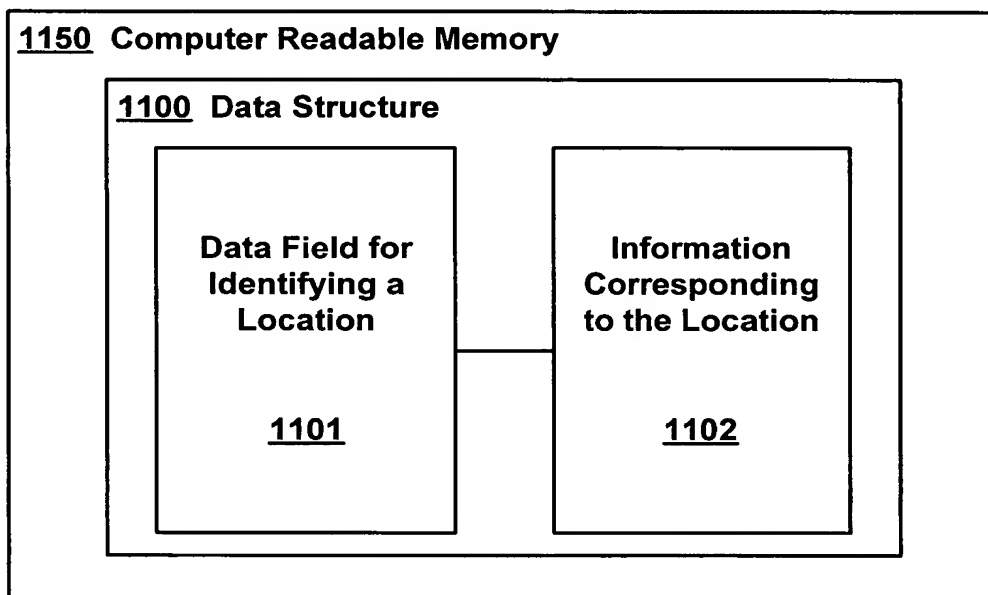 1150 Computer Readable Memory
1100 Data Structure
Data Field for
Identifying a
Location
1101
Information
Corresponding
to the Location
1102